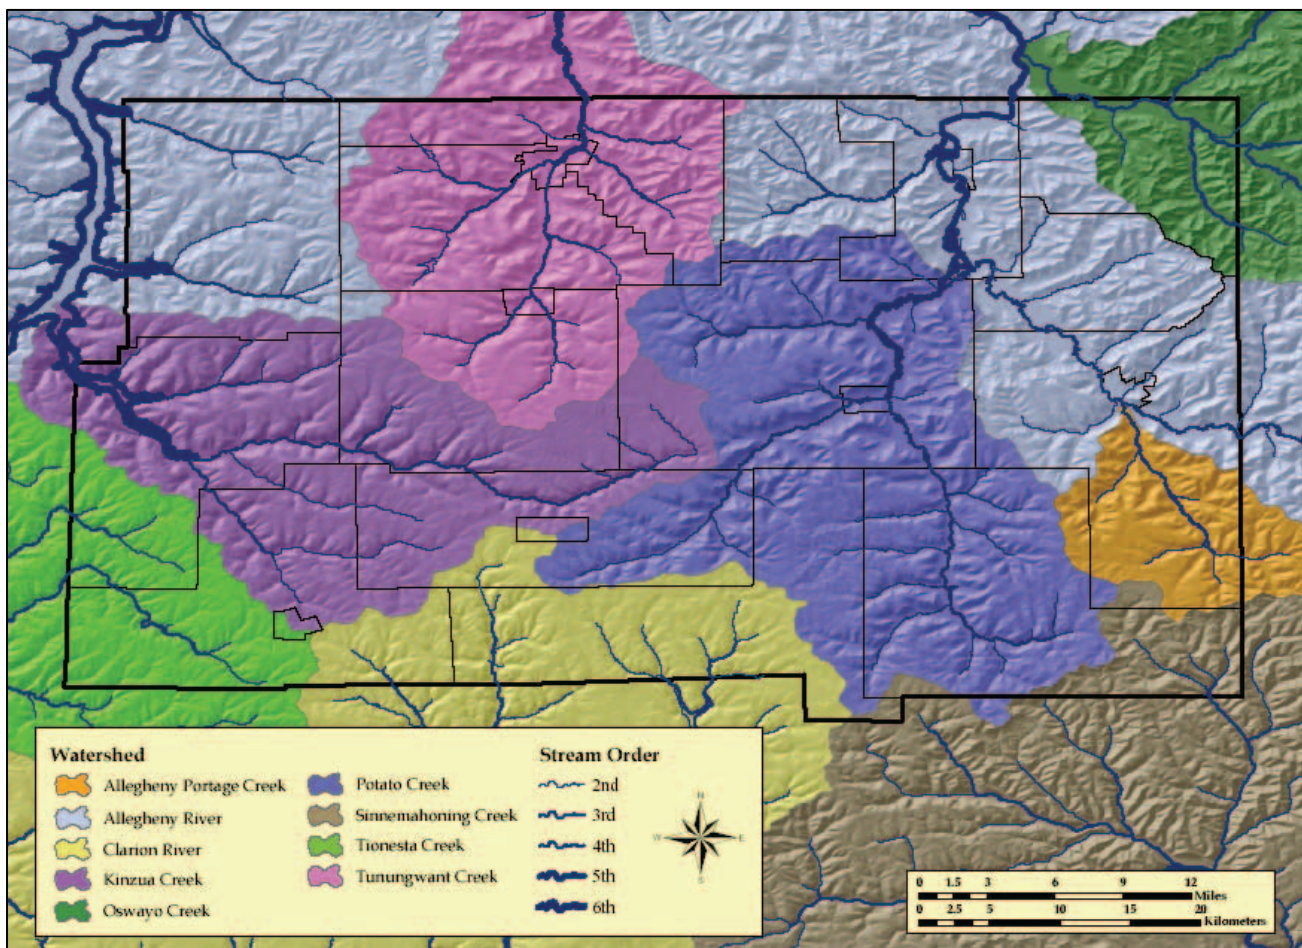 Watershed
Allegheny Portage Creek
Allegheny River
Clarion River
Kinzua Creek
Oswayo Creek
Potato Creek
Sinnemahoning Creek
Tionesta Creek
Tunungwant Creek
Stream Order
2nd
3rd
4th
5th
6th
N
W E
S
0 1.5 3 6 9 12
Miles
0 2.5 5 10 15 20
Kilometers